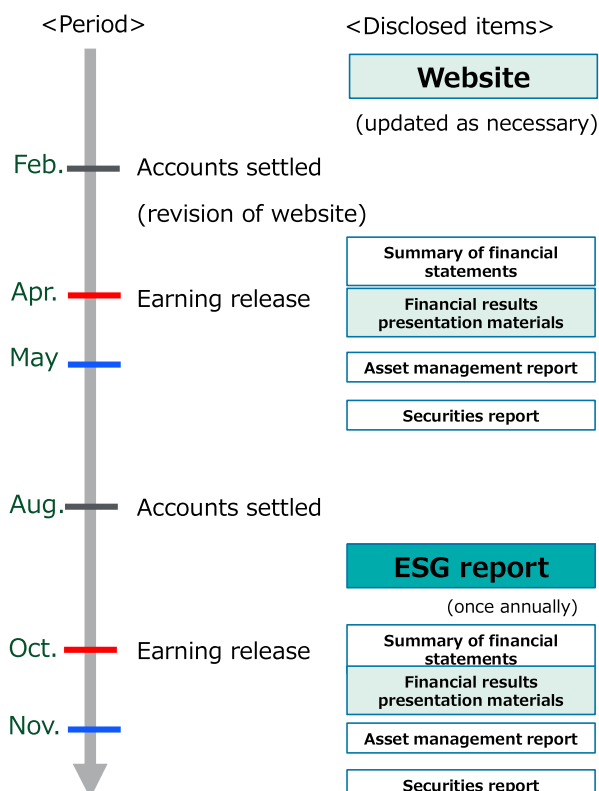 <Period>
<Disclosed items>
Website
(updated as necessary)
Feb.
Accounts settled
(revision of website)
Summary of financial
statements
Apr.
Earning release
Financial results
presentation materials
May
Asset management report
Securities report
Aug.
Accounts settled
ESG report
(once annually)
Oct.
Earning release
Summary of financial
statements
Financial results
presentation materials
Nov.
Asset management report
Securities report